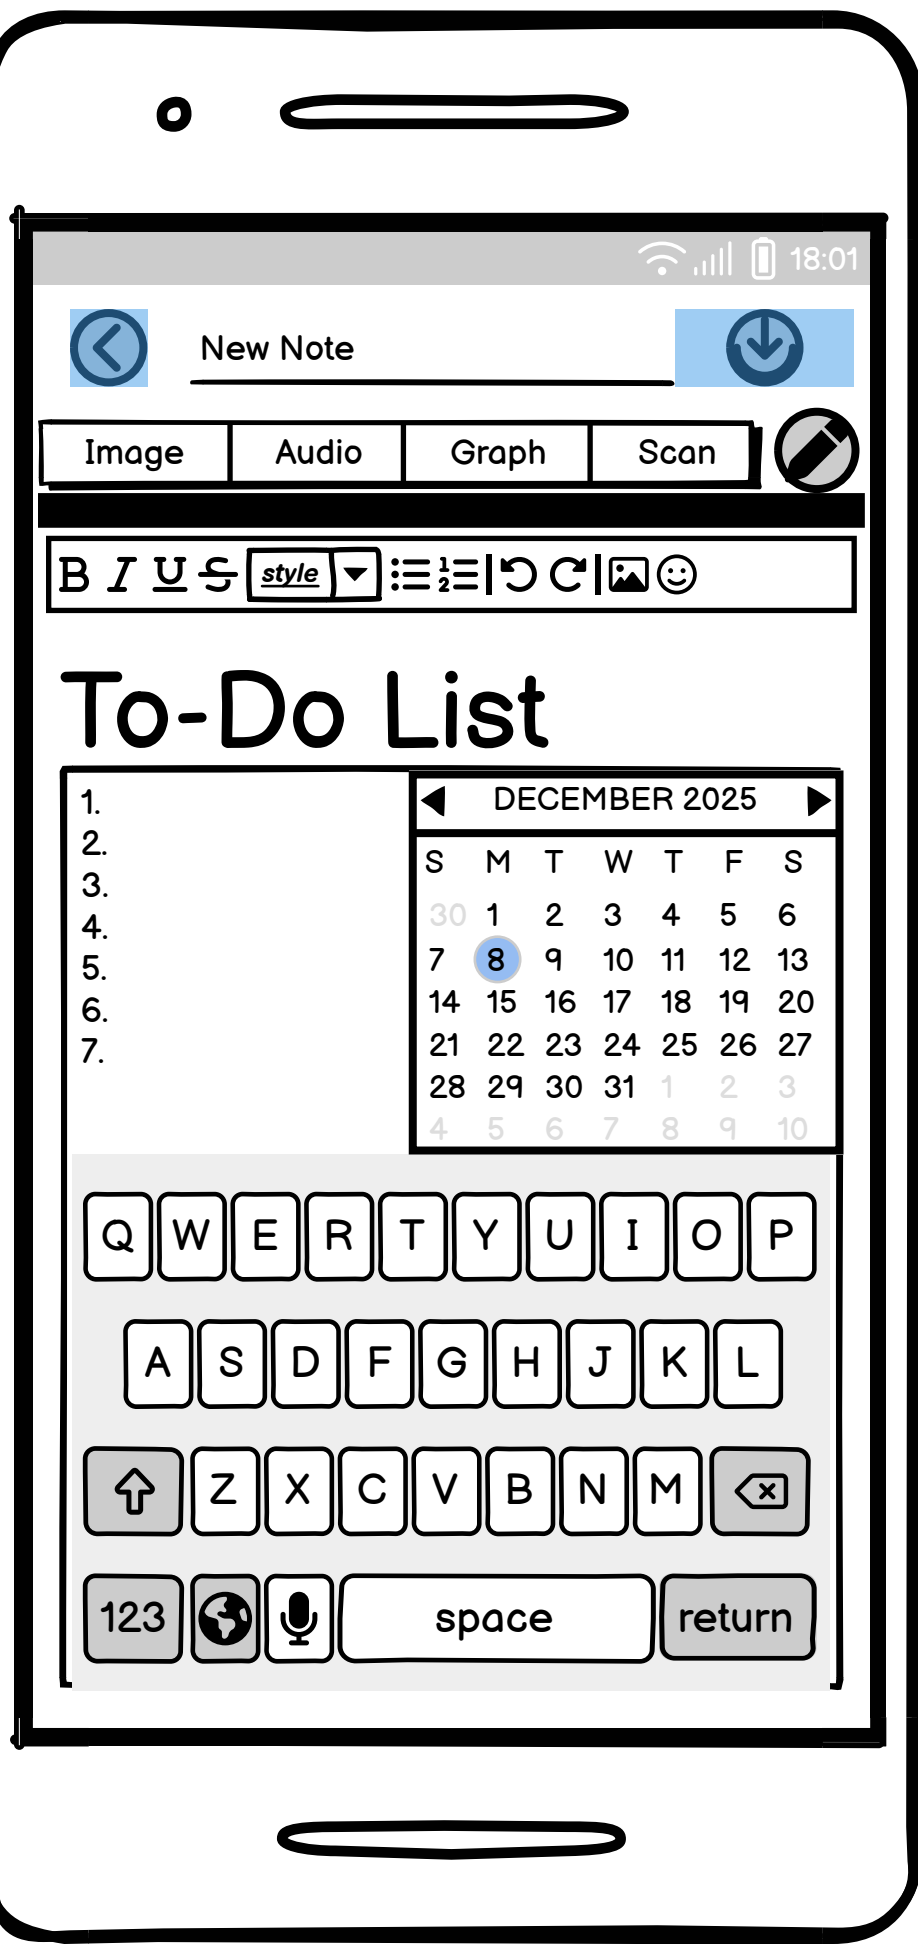 18:01
New Note
Image Audio Graph Scan
B I U S style
To-Do List
1.
2.
3.
4.
5.
6.
7.
DECEMBER 2025
S M T W T F S
30 1 2 3 4 5 6
7 8 9 10 11 12 13
14 15 16 17 18 19 20
21 22 23 24 25 26 27
28 29 30 31 1 2 3
4 5 6 7 8 9 10
Q W E R T Y U I O P
A S D F G H J K L
Z X C V B N M
123 space return